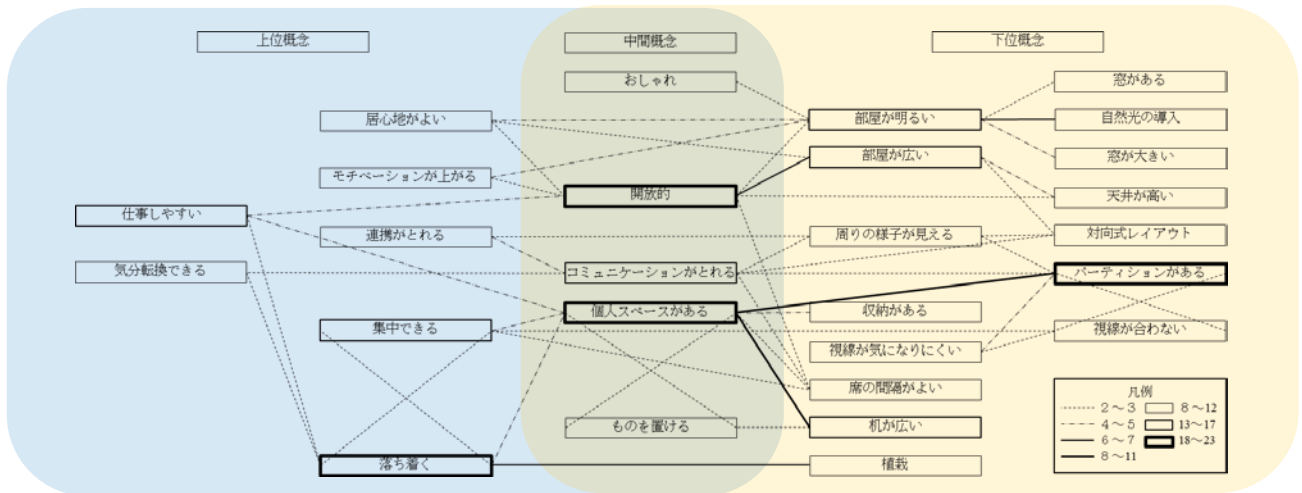 上位概念
中間概念
下位概念
おしゃれ
窓がある
居心地がよい
部屋が明るい
自然光の導入
部屋が広い
窓が大きい
モチベーションが上がる
開放的
天井が高い
仕事しやすい
連携がとれる
周りの様子が見える
対向式レイアウト
気分転換できる
コミュニケーションがとれる
パーティションがある
個人スペースがある
収納がある
集中できる
視線が合わない
視線が気になりにくい
席の間隔がよい
ものを置ける
机が広い
落ち着く
植栽
凡例
2～3 8～12
4～5 13～17
6～7 18～23
8～11